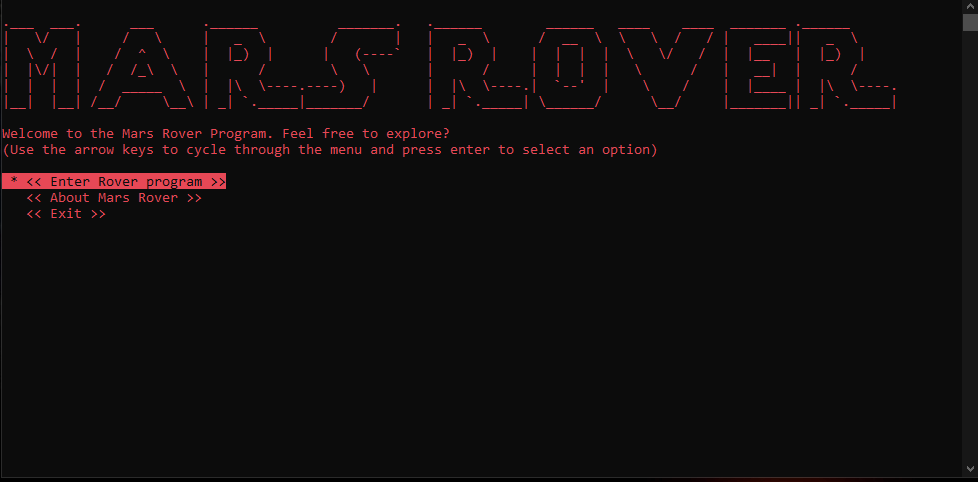 MARS ROVER
Welcome to the Mars Rover Program. Feel free to explore?
(Use the arrow keys to cycle through the menu and press enter to select an option)
* << Enter Rover program >>
<< About Mars Rover >>
<< Exit >>